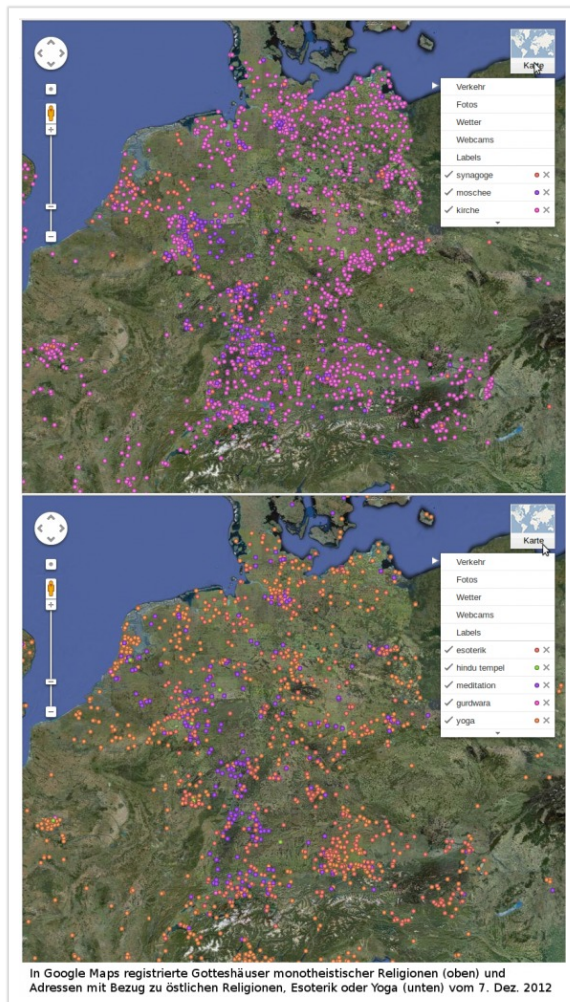 Karte
Verkehr
Fotos
Wetter
Webcams
Labels
synagoge
moschee
kirche
Karte
Verkehr
Fotos
Wetter
Webcams
Labels
esoterik
hindu tempel
meditation
gurdwara
yoga
In Google Maps registrierte Gotteshäuser monotheistischer Religionen (oben) und
Adressen mit Bezug zu östlichen Religionen, Esoterik oder Yoga (unten) vom 7. Dez. 2012